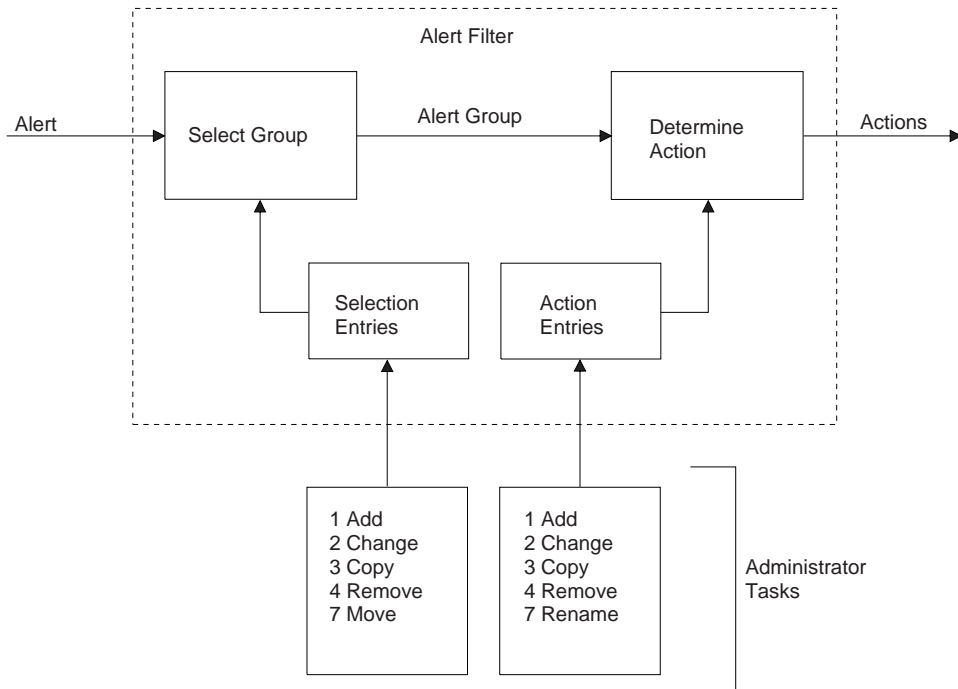 Alert Filter
Alert
Select Group
Alert Group
Determine
Action
Actions
Selection
Entries
Action
Entries
1 Add
2 Change
3 Copy
4 Remove
7 Move
1 Add
2 Change
3 Copy
4 Remove
7 Rename
Administrator
Tasks